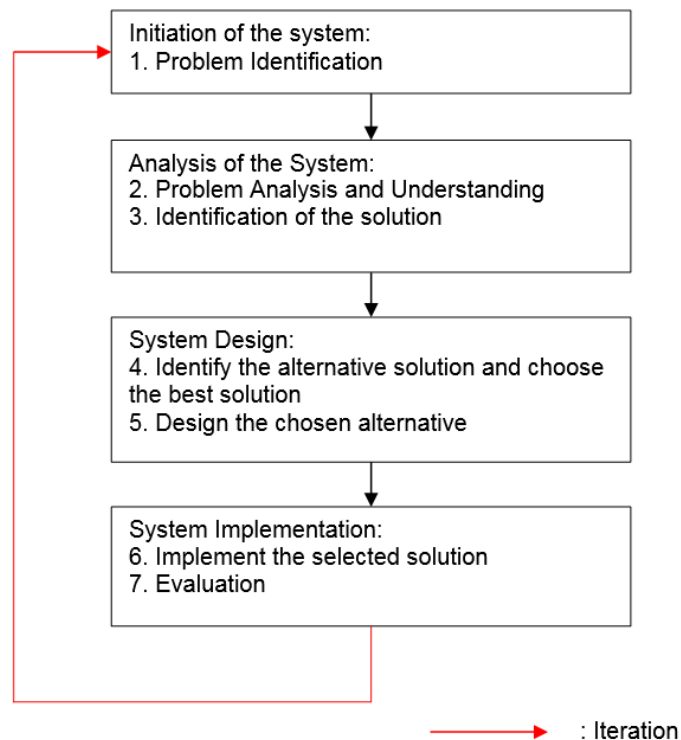 Initiation of the system:
1. Problem Identification
Analysis of the System:
2. Problem Analysis and Understanding
3. Identification of the solution
System Design:
4. Identify the alternative solution and choose
the best solution
5. Design the chosen alternative
System Implementation:
6. Implement the selected solution
7. Evaluation
: Iteration